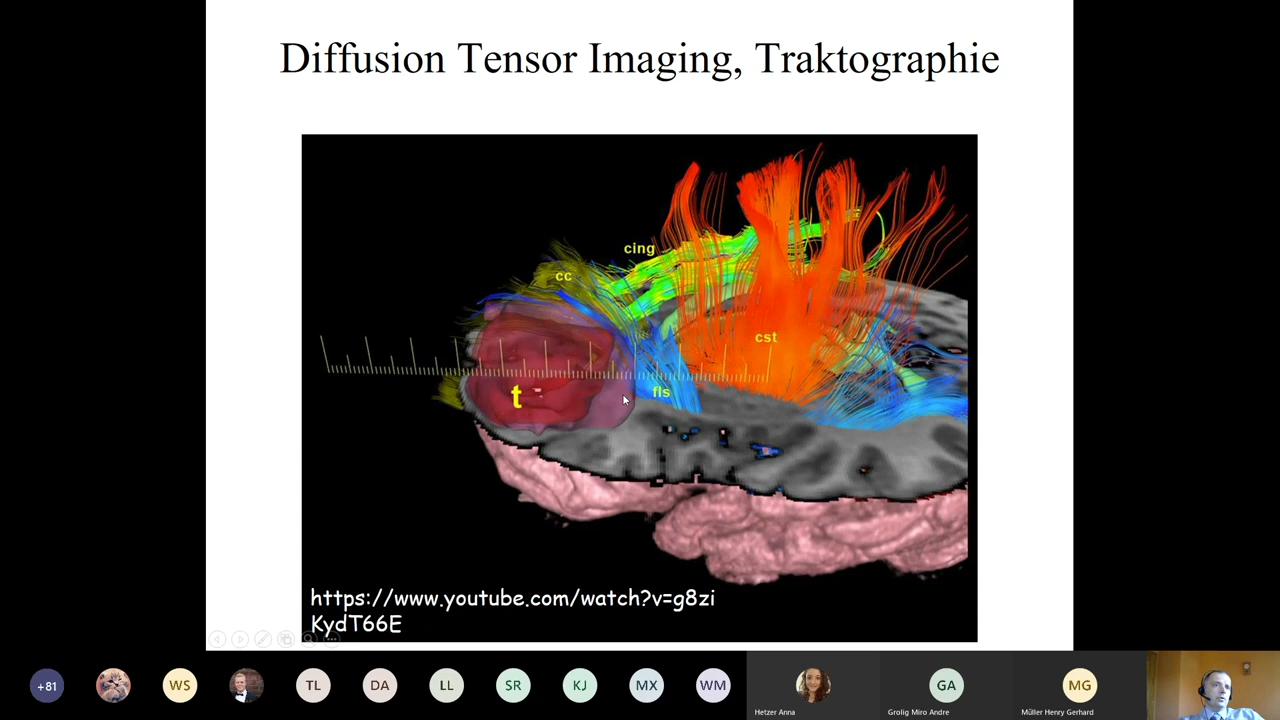 Diffusion Tensor Imaging, Traktographie
cing
cc
cst
t
fls
https://www.youtube.com/watch?v=g8zi
KydT66E
+81
WS
TL
DA
LL
SR
KJ
MX
WM
GA
MG
Hetzer Anna
Grolig Miro Andre
Müller Henry Gerhard